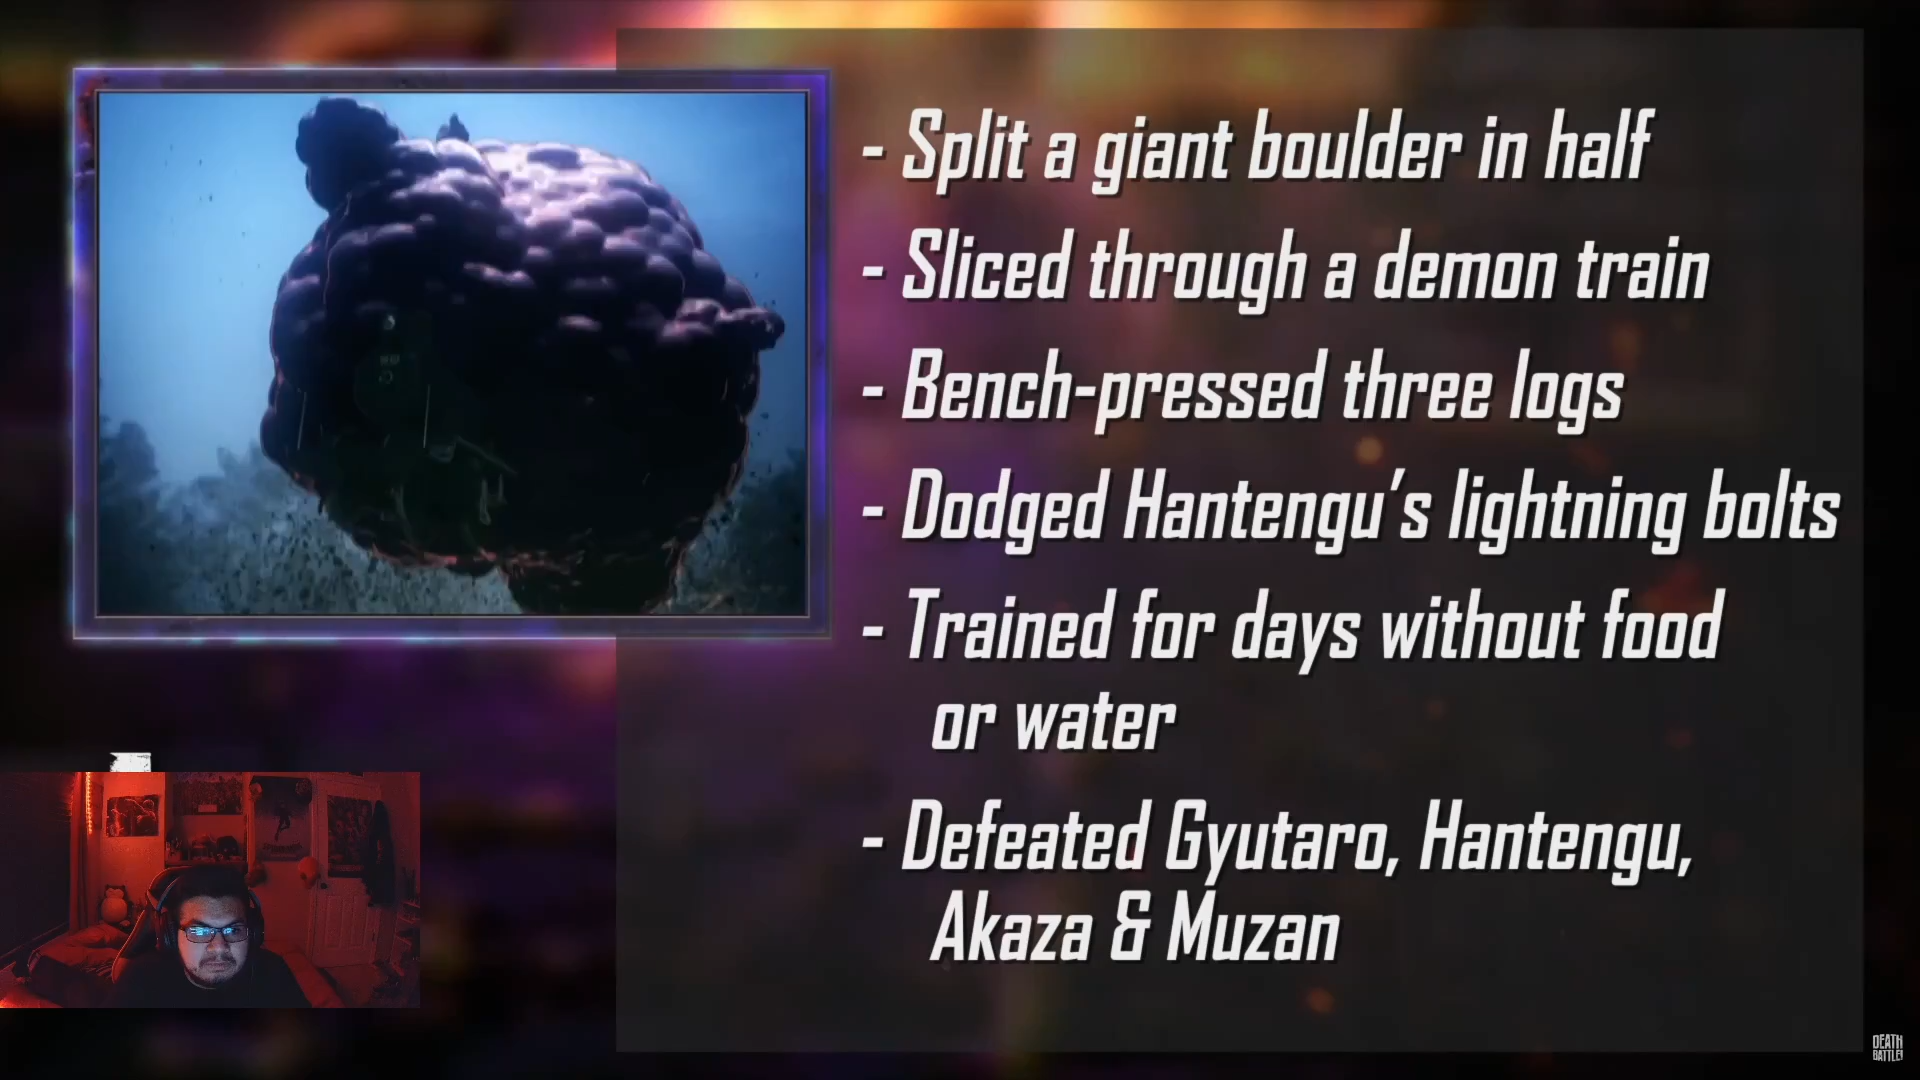 - Split a giant boulder in half
- Sliced through a demon train
- Bench-pressed three logs
- Dodged Hantengu's lightning bolts
- Trained for days without food
or water
- Defeated Gyutaro, Hantengu,
Akaza & Muzan
DEATH
BATTLE!